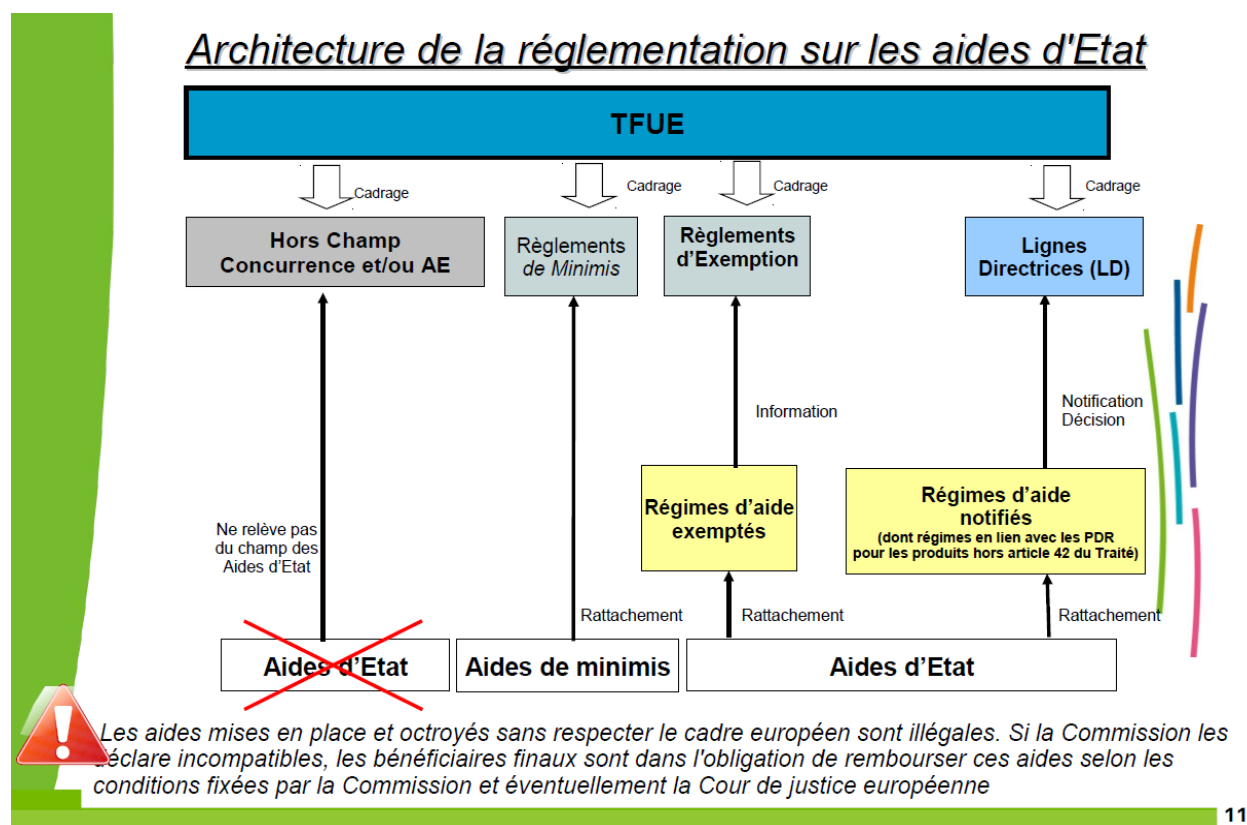 Architecture de la réglementation sur les aides d'Etat
TFUE
Cadrage
Cadrage
Cadrage
Cadrage
Hors Champ
Concurrence et/ou AE
Règlements
de Minimis
Règlements
d'Exemption
Lignes
Directrices (LD)
Information
Notification
Décision
Régimes d'aide
exemptés
Régimes d'aide
notifiés
(dont régimes en lien avec les PDR
pour les produits hors article 42 du Traité)
Ne relève pas
du champ des
Aides d'Etat
Rattachement
Rattachement
Rattachement
Aides d'Etat
Aides de minimis
Aides d'Etat
!
Les aides mises en place et octroyés sans respecter le cadre européen sont illégales. Si la Commission les
déclare incompatibles, les bénéficiaires finaux sont dans l'obligation de rembourser ces aides selon les
conditions fixées par la Commission et éventuellement la Cour de justice européenne
11